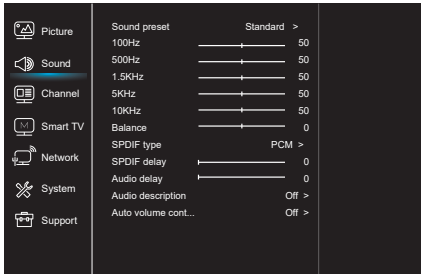 Picture
Sound
Channel
Smart TV
Network
System
Support
Sound preset Standard >
100Hz 50
500Hz 50
1.5KHz 50
5KHz 50
10KHz 50
Balance 0
SPDIF type PCM >
SPDIF delay 0
Audio delay 0
Audio description Off >
Auto volume cont... Off >